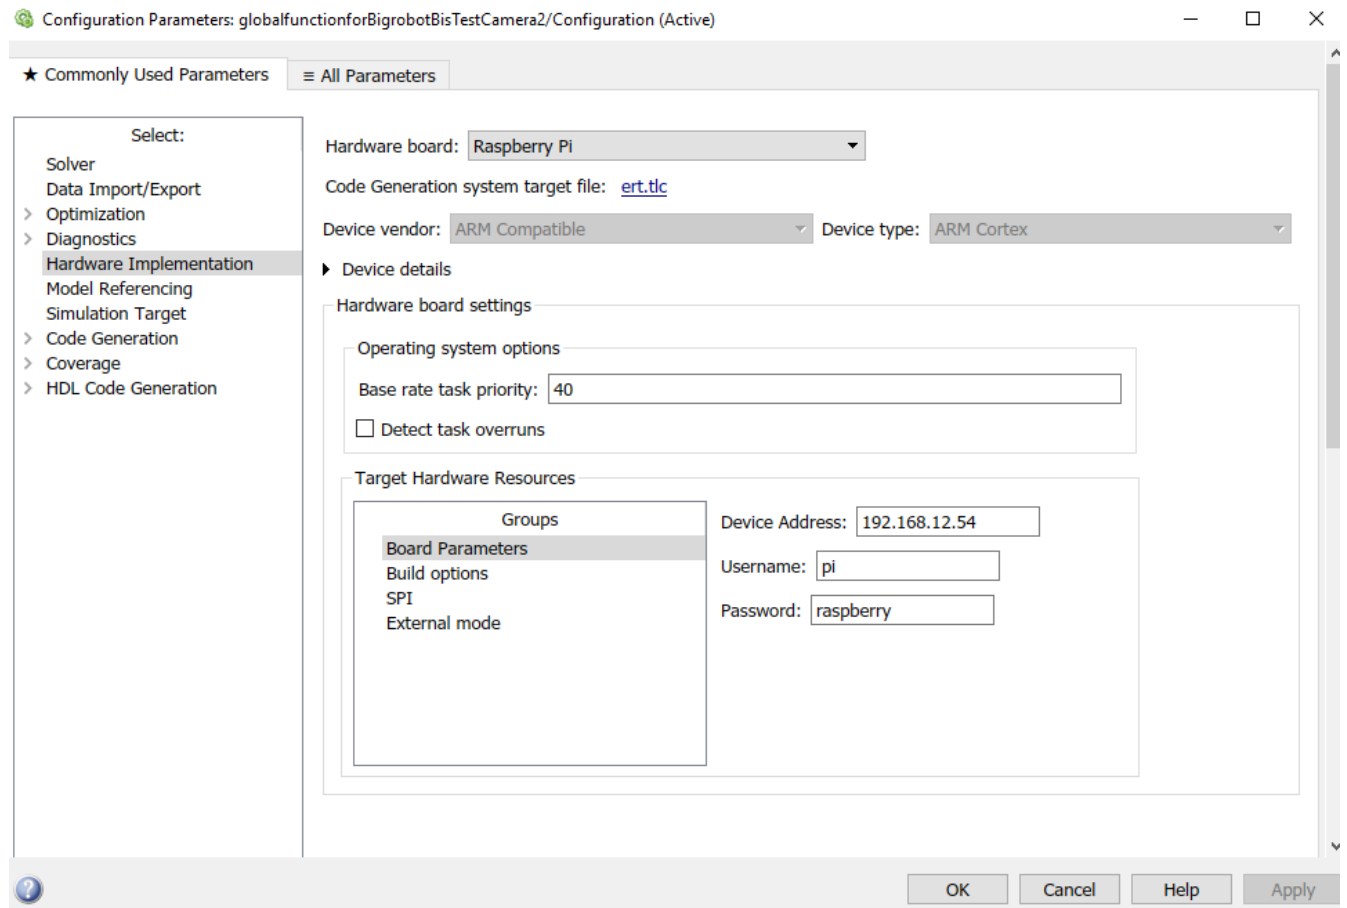 Configuration Parameters: globalfunctionforBigrobotBisTestCamera2/Configuration (Active)
★ Commonly Used Parameters
≡ All Parameters
Select:
Solver
Data Import/Export
Optimization
Diagnostics
Hardware Implementation
Model Referencing
Simulation Target
Code Generation
Coverage
HDL Code Generation
Hardware board: Raspberry Pi
Code Generation system target file: ert.tlc
Device vendor: ARM Compatible Device type: ARM Cortex
Device details
Hardware board settings
Operating system options
Base rate task priority: 40
Detect task overruns
Target Hardware Resources
Groups
Board Parameters
Build options
SPI
External mode
Device Address: 192.168.12.54
Username: pi
Password: raspberry
OK Cancel Help Apply